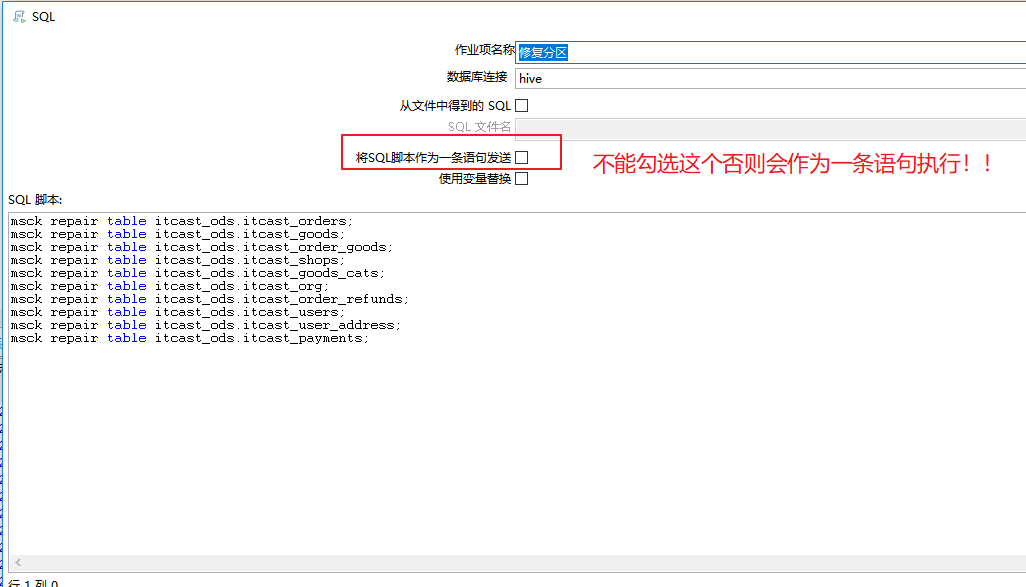 SQL
作业项名称 修复分区
数据库连接 hive
从文件中得到的 SQL
SQL 文件名
将SQL脚本作为一条语句发送
不能勾选这个否则会作为一条语句执行！！
使用变量替换
SQL 脚本:
msck repair table itcast_ods.itcast_orders;
msck repair table itcast_ods.itcast_goods;
msck repair table itcast_ods.itcast_order_goods;
msck repair table itcast_ods.itcast_shops;
msck repair table itcast_ods.itcast_goods_cats;
msck repair table itcast_ods.itcast_org;
msck repair table itcast_ods.itcast_order_refunds;
msck repair table itcast_ods.itcast_users;
msck repair table itcast_ods.itcast_user_address;
msck repair table itcast_ods.itcast_payments;
行 1 列 0